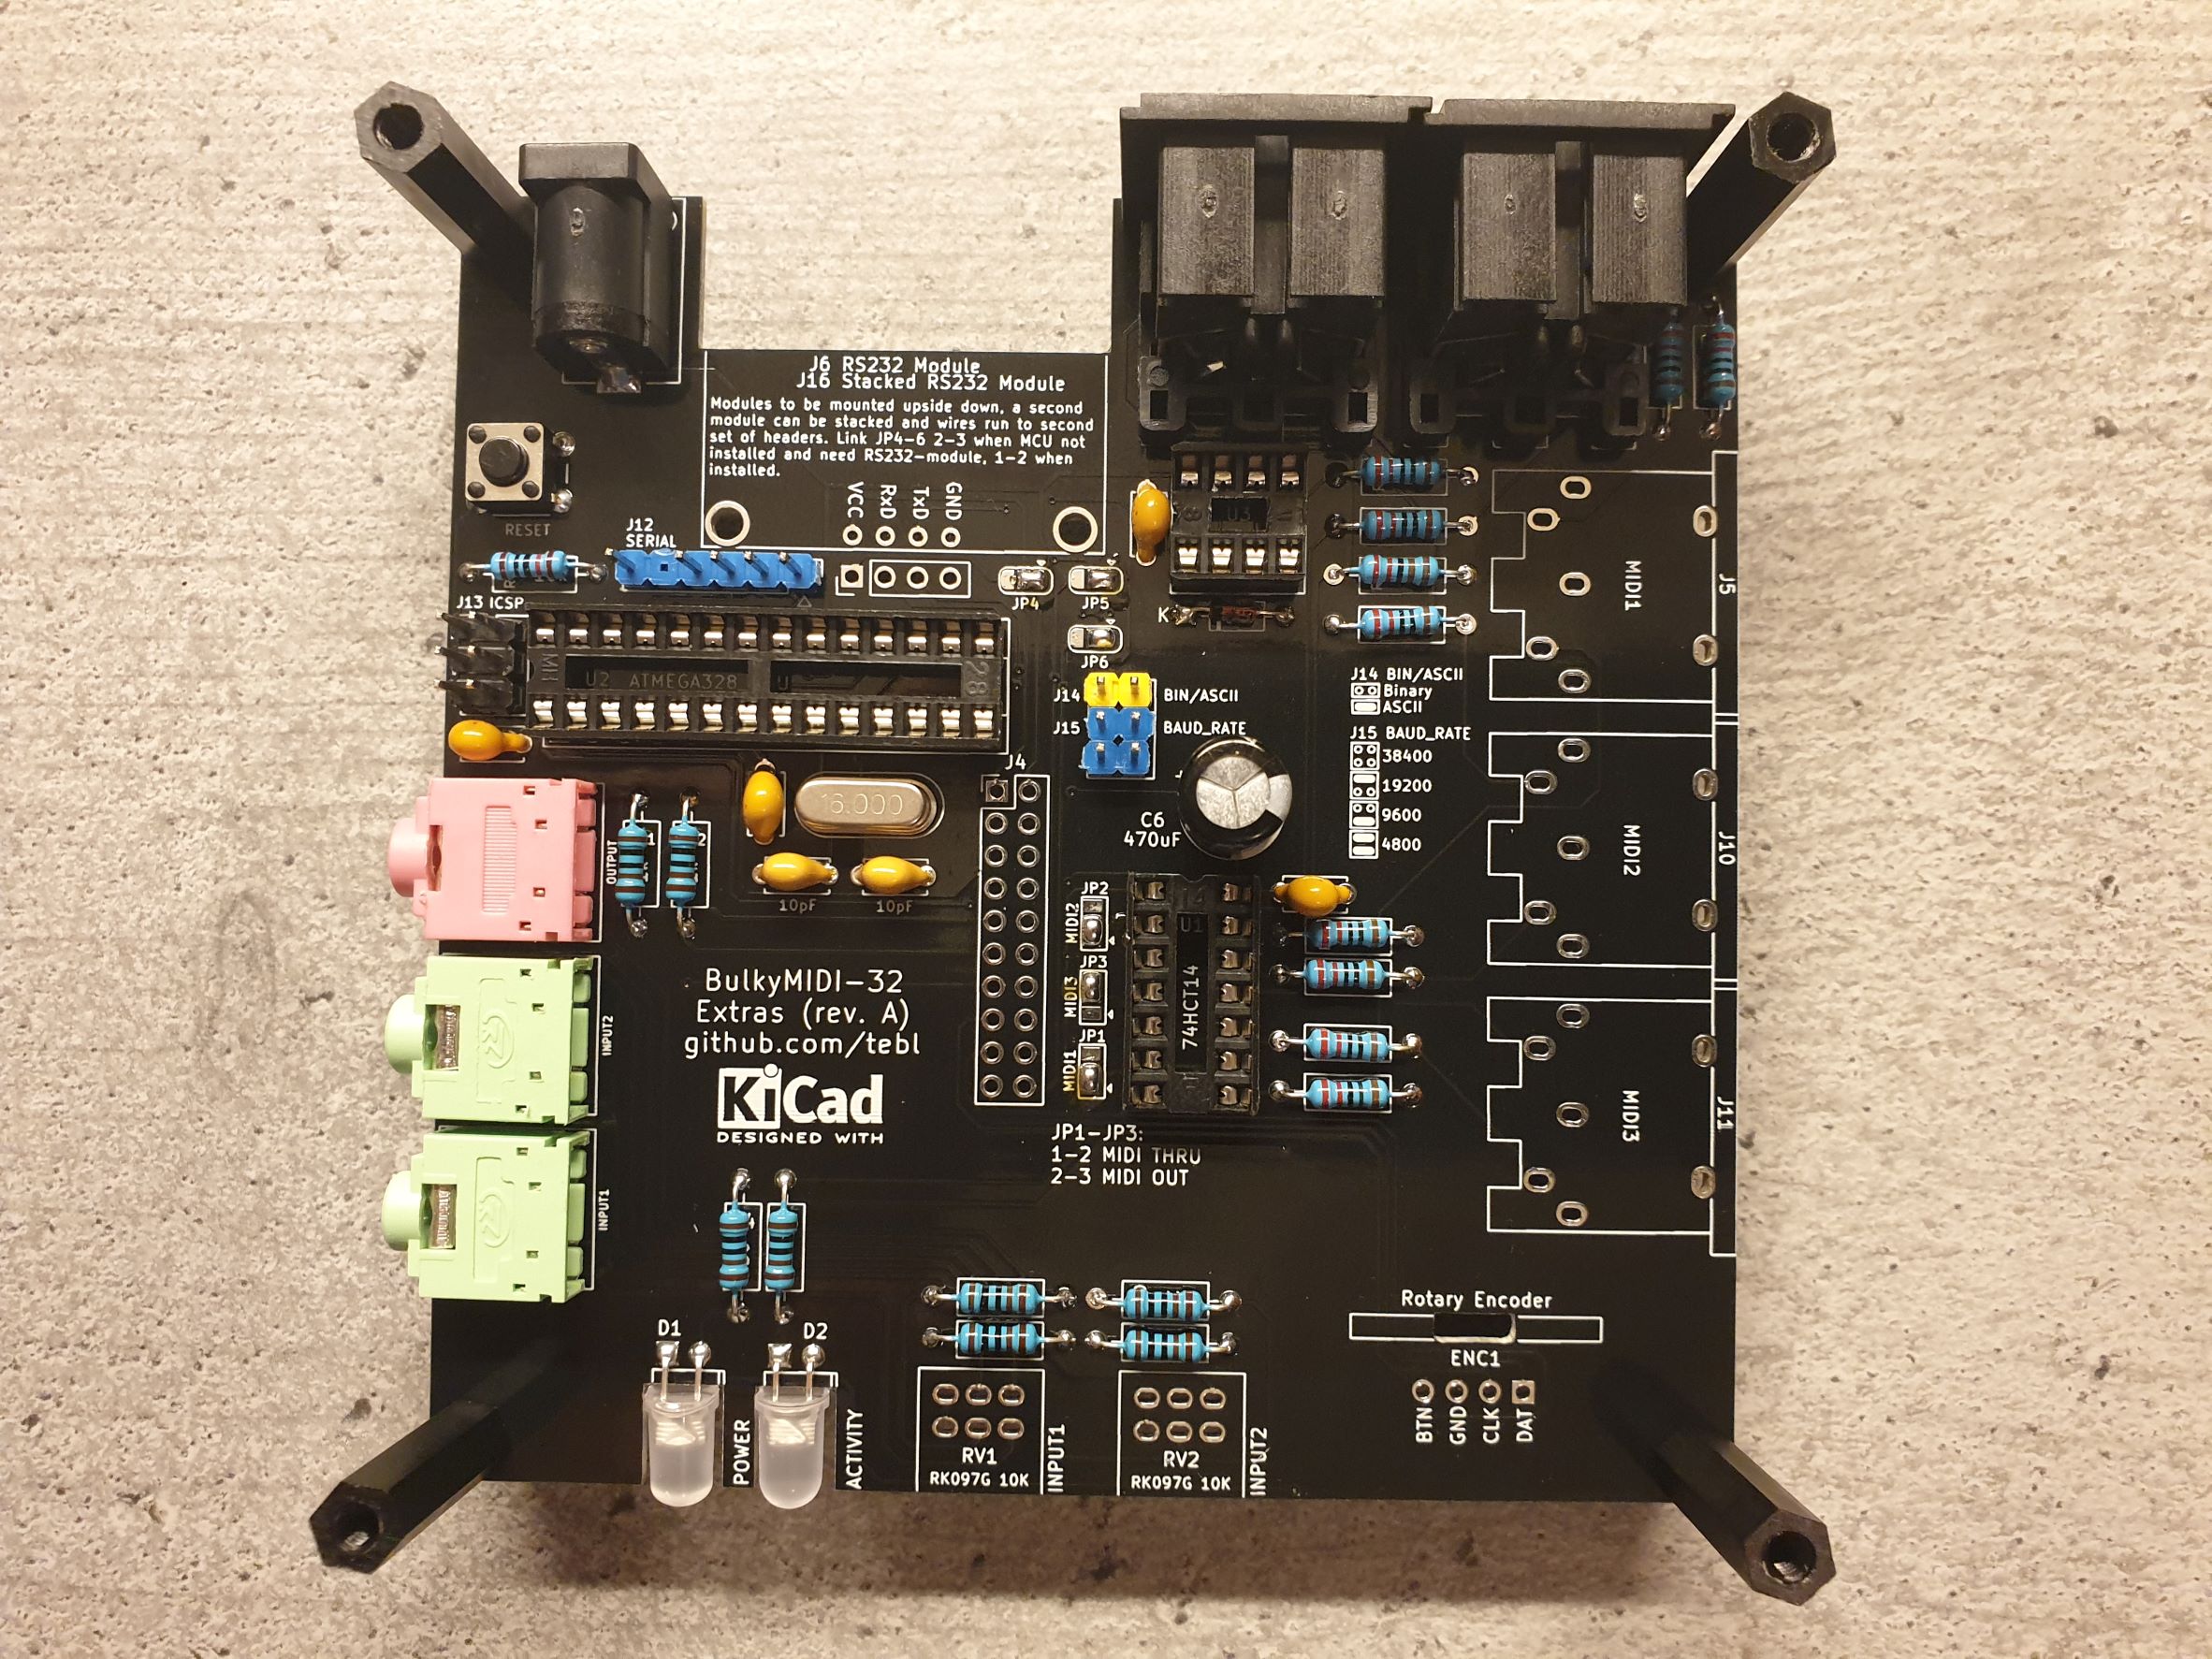 J6 RS232 Module
J16 Stacked RS232 Module
Modules to be mounted upside down, a second
module can be stacked and wires run to second
set of headers. Link JP4-6 2-3 when MCU not
installed and need RS232-module, 1-2 when
installed.
VCC
RxD
TxD
GND
RESET
J12
SERIAL
J13 ICSP
JP4
JP5
JP6
K
U3
U2 ATMEGA328
28
J14
BIN/ASCII
J15
BAUD_RATE
J14 BIN/ASCII
Binary
ASCII
J15 BAUD_RATE
38400
19200
9600
4800
MIDI1
J5
MIDI2
J10
MIDI3
J11
J4
16.000
10pF
10pF
C6
470uF
OUTPUT
INPUT2
INPUT1
JP2
MIDI2
JP3
MIDI3
JP1
MIDI1
U1
74HCT14
BulkyMIDI-32
Extras (rev. A)
github.com/tebl
KiCad
DESIGNED WITH
JP1-JP3:
1-2 MIDI THRU
2-3 MIDI OUT
D1
D2
POWER
ACTIVITY
RV1
RK097G 10K
INPUT1
RV2
RK097G 10K
INPUT2
Rotary Encoder
ENC1
BTN
GND
CLK
DAT